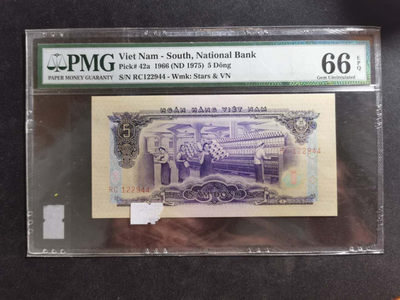 PMG
PAPER MONEY GUARANTY
Viet Nam - South, National Bank
Pick# 42a 1966 (ND 1975) 5 Dông
S/N RC122944 - Wmk: Stars & VN
66 EPQ
Gem Uncirculated
NGÂN HÀNG VIỆT NAM
5
122944
RC 122944